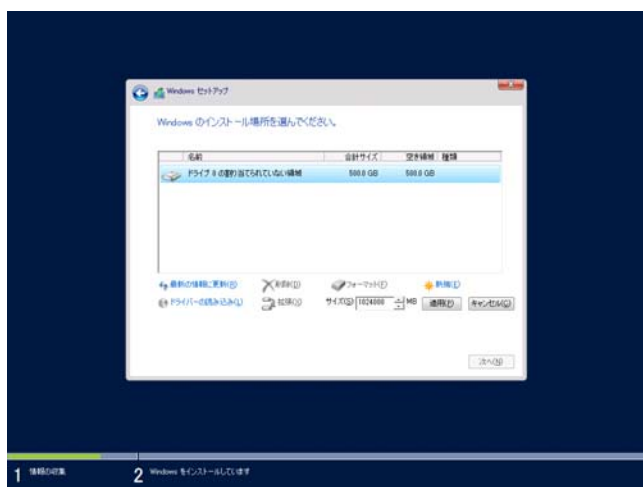 Windows セットアップ
Windows のインストール場所を選んでください。
名前 合計サイズ 空き領域 種類
ドライブ 0 の割り当てられていない領域 500.0 GB 500.0 GB
最新の情報に更新(R) 削除(D) フォーマット(F) 新規(E)
ドライバーの読み込み(L) 拡張(X) サイズ(S) MB 適用(P) キャンセル(C)
次へ(N)
1 情報の収集 2 Windows をインストールしています